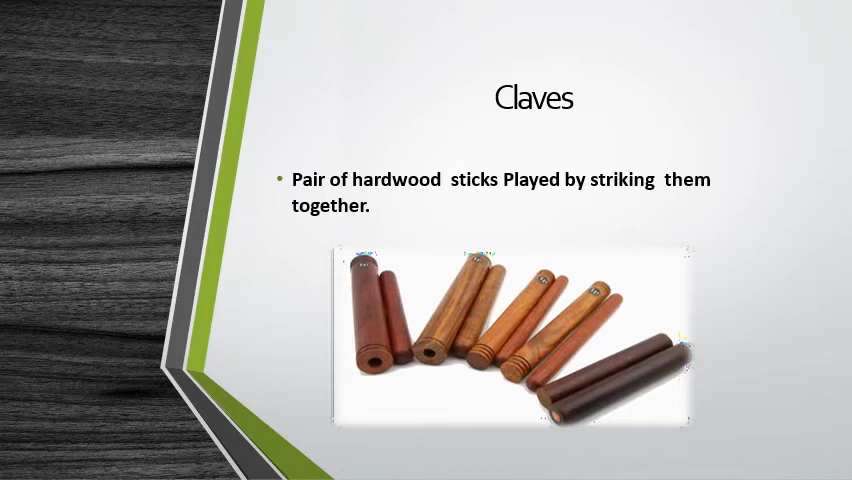 Claves
• Pair of hardwood  sticks Played by striking  them
together.